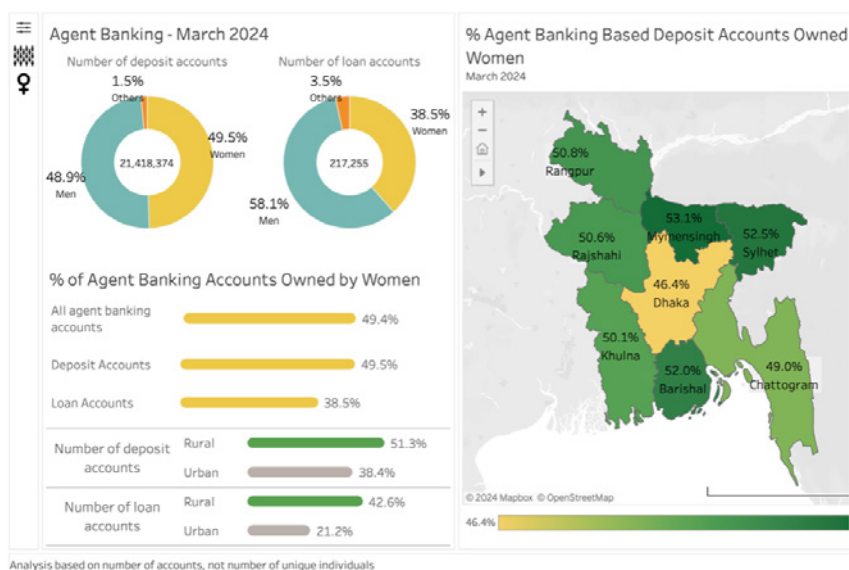 Agent Banking - March 2024
Number of deposit accounts
1.5%
Others
49.5%
Women
21,418,374
48.9%
Men
Number of loan accounts
3.5%
Others
38.5%
Women
217,255
58.1%
Men
% of Agent Banking Accounts Owned by Women
All agent banking
accounts
49.4%
Deposit Accounts
49.5%
Loan Accounts
38.5%
Number of deposit
accounts
Rural
51.3%
Urban
38.4%
Number of loan
accounts
Rural
42.6%
Urban
21.2%
% Agent Banking Based Deposit Accounts Owned
Women
March 2024
50.8%
Rangpur
53.1%
Mymensingh
52.5%
Sylhet
50.6%
Rajshahi
46.4%
Dhaka
50.1%
Khulna
52.0%
Barishal
49.0%
Chattogram
© 2024 Mapbox © OpenStreetMap
46.4%
Analysis based on number of accounts, not number of unique individuals